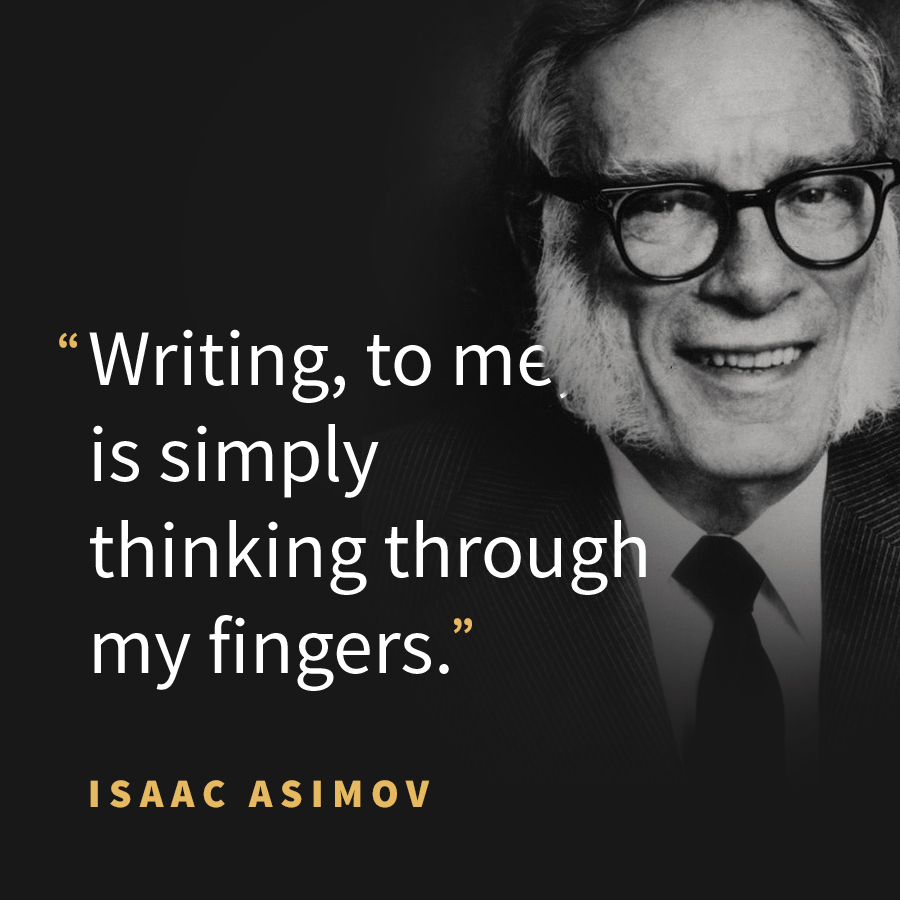 “Writing, to me,
is simply
thinking through
my fingers.”
ISAAC ASIMOV